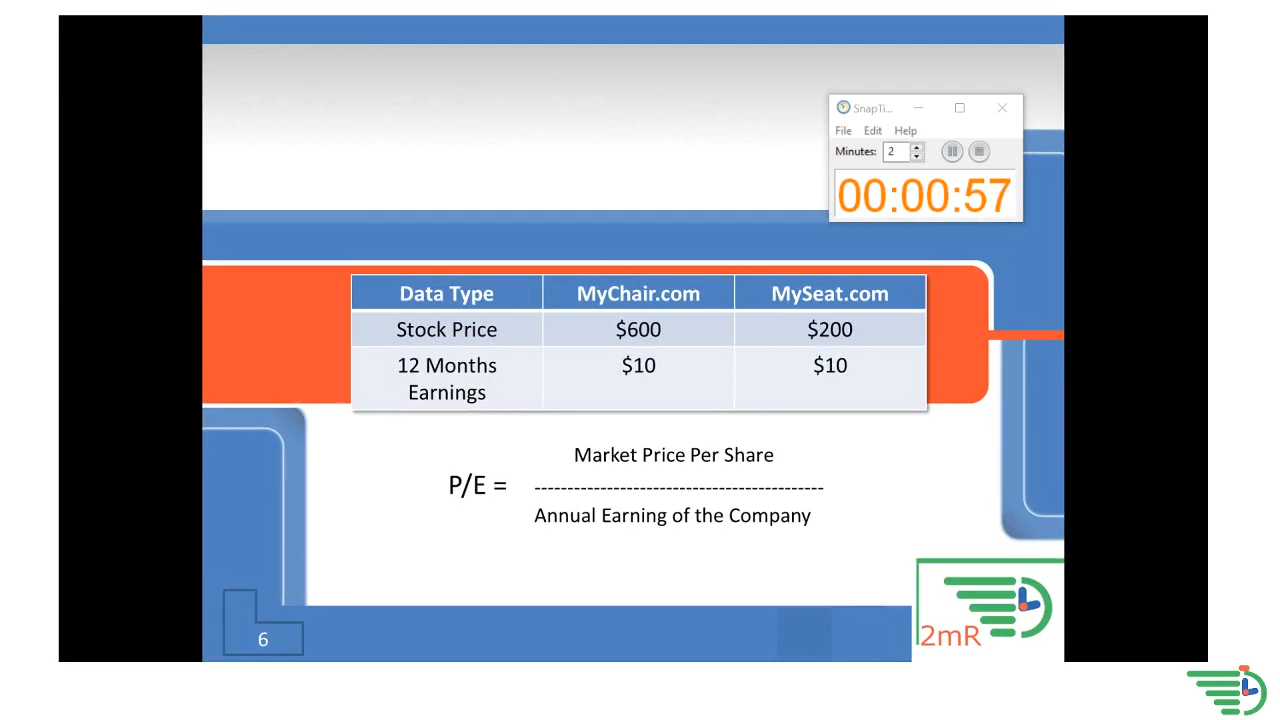 SnapTi...
File Edit Help
Minutes: 2
00:00:57
Data Type MyChair.com MySeat.com
Stock Price $600 $200
12 Months $10 $10
Earnings
Market Price Per Share
P/E = --------------------------------------------
Annual Earning of the Company
6
2mR